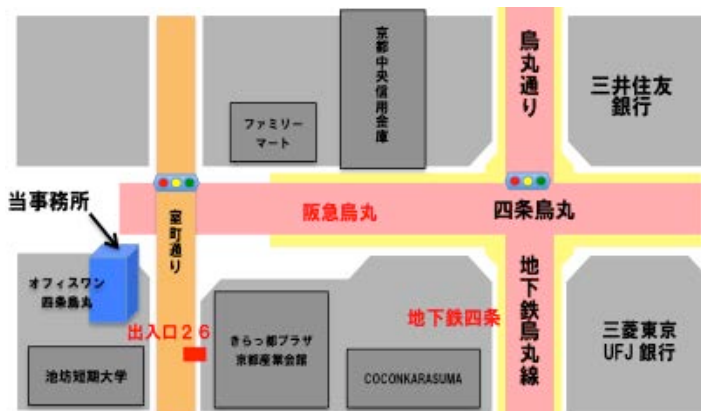 京都中央信用金庫
烏丸通り
三井住友
銀行
ファミリー
マート
当事務所
室町通り
阪急烏丸
四条烏丸
オフィスワン
四条烏丸
出入口26
きらっ都プラザ
京都産業会館
地下鉄四条
地下鉄烏丸線
三菱東京
UFJ銀行
池坊短期大学
COCONKARASUMA